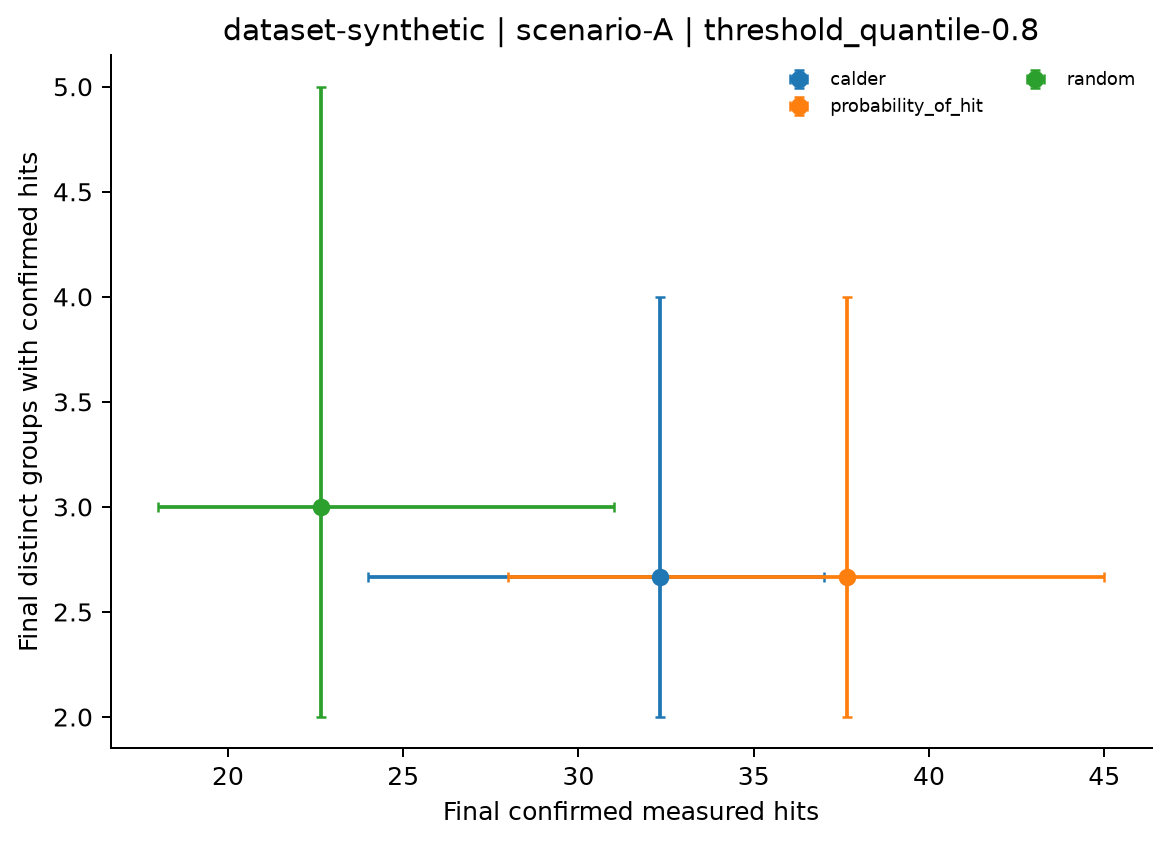 dataset-synthetic | scenario-A | threshold_quantile-0.8
calder
probability_of_hit
random
Final distinct groups with confirmed hits
5.0
4.5
4.0
3.5
3.0
2.5
2.0
20 25 30 35 40 45
Final confirmed measured hits